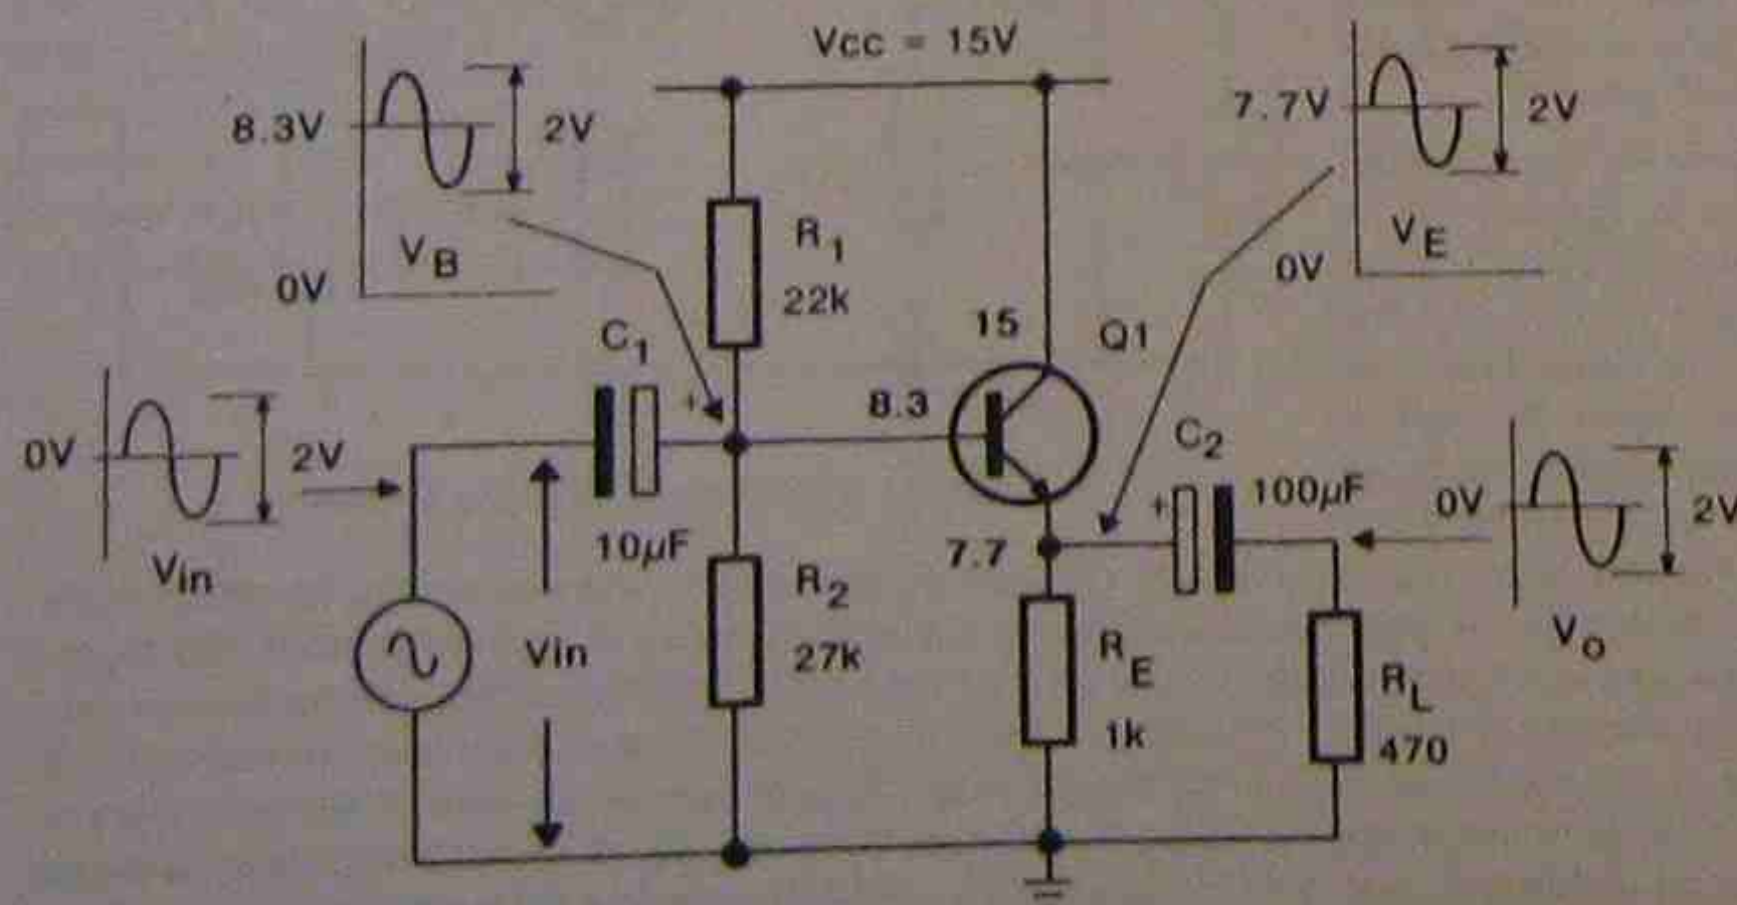 Vcc = 15V
8.3V
2V
VB
0V
7.7V
2V
VE
0V
R1
22k
C1
+
10μF
15
Q1
8.3
0V
2V
Vin
Vin
R2
27k
7.7
C2
+
100μF
RE
1k
RL
470
0V
2V
Vo